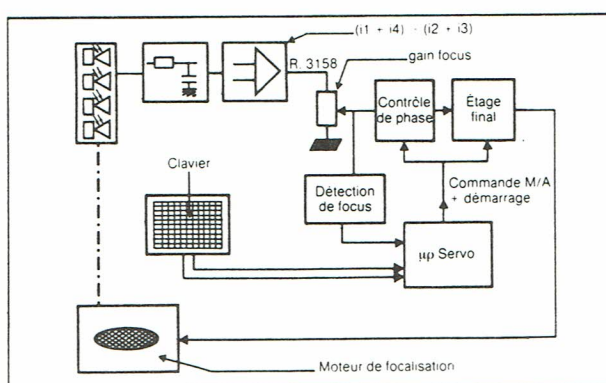 (i1 + i4) - (i2 + i3)
R. 3158
gain focus
Contrôle
de phase
Étage
final
Clavier
Détection
de focus
Commande M/A
+ démarrage
µp Servo
Moteur de focalisation